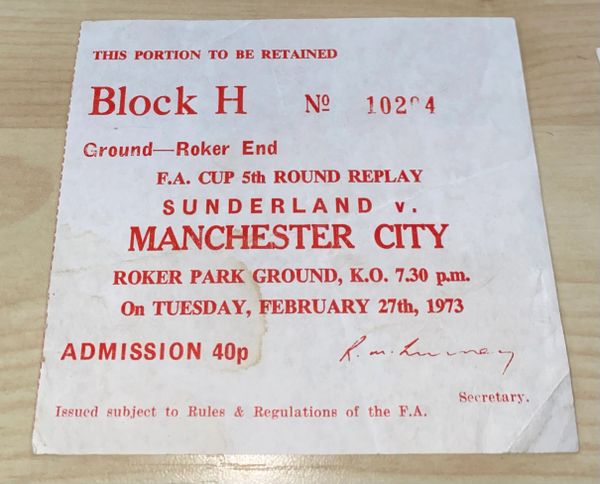 THIS PORTION TO BE RETAINED
Block H Nº
Ground—Roker End
F.A. CUP 5th ROUND REPLAY
SUNDERLAND v.
MANCHESTER CITY
ROKER PARK GROUND, K.O. 7.30 p.m.
On TUESDAY, FEBRUARY 27th, 1973
ADMISSION 40p
Secretary.
Issued subject to Rules & Regulations of the F.A.